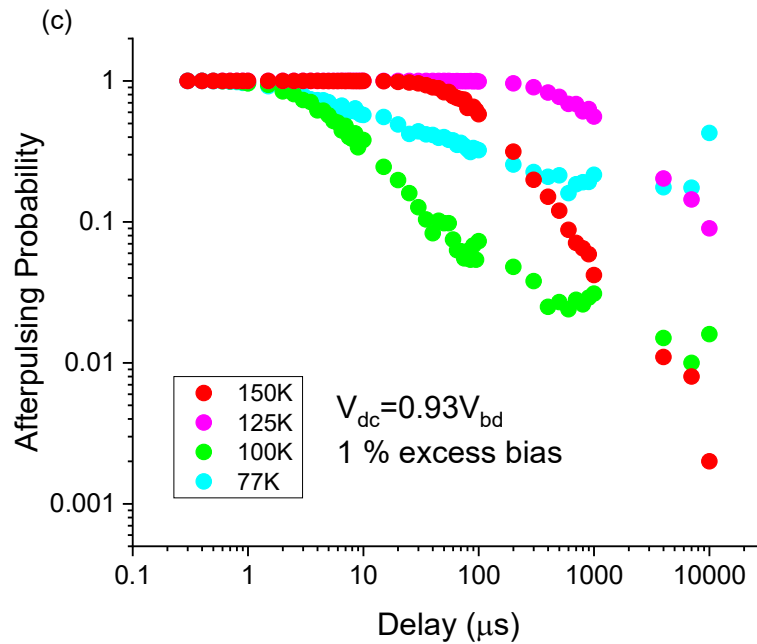 (c)
Afterpulsing Probability
1
0.1
0.01
0.001
150K
125K
100K
77K
V_dc=0.93V_bd
1 % excess bias
0.1 1 10 100 1000 10000
Delay (μs)